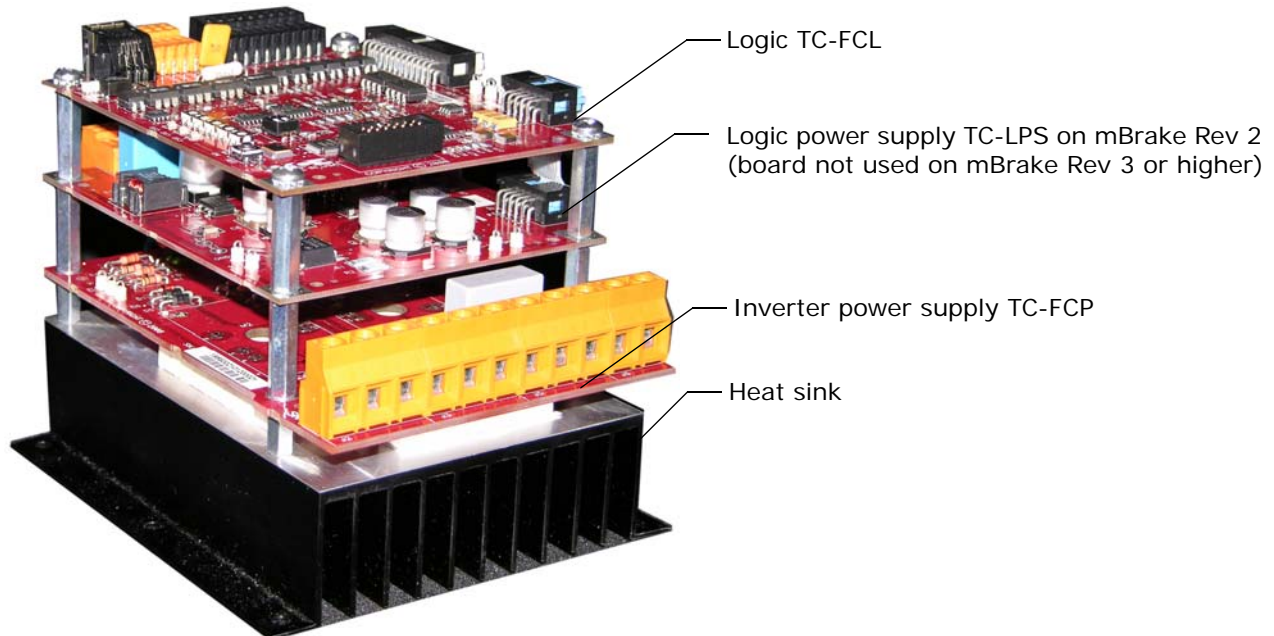 Logic TC-FCL
Logic power supply TC-LPS on mBrake Rev 2
(board not used on mBrake Rev 3 or higher)
Inverter power supply TC-FCP
Heat sink